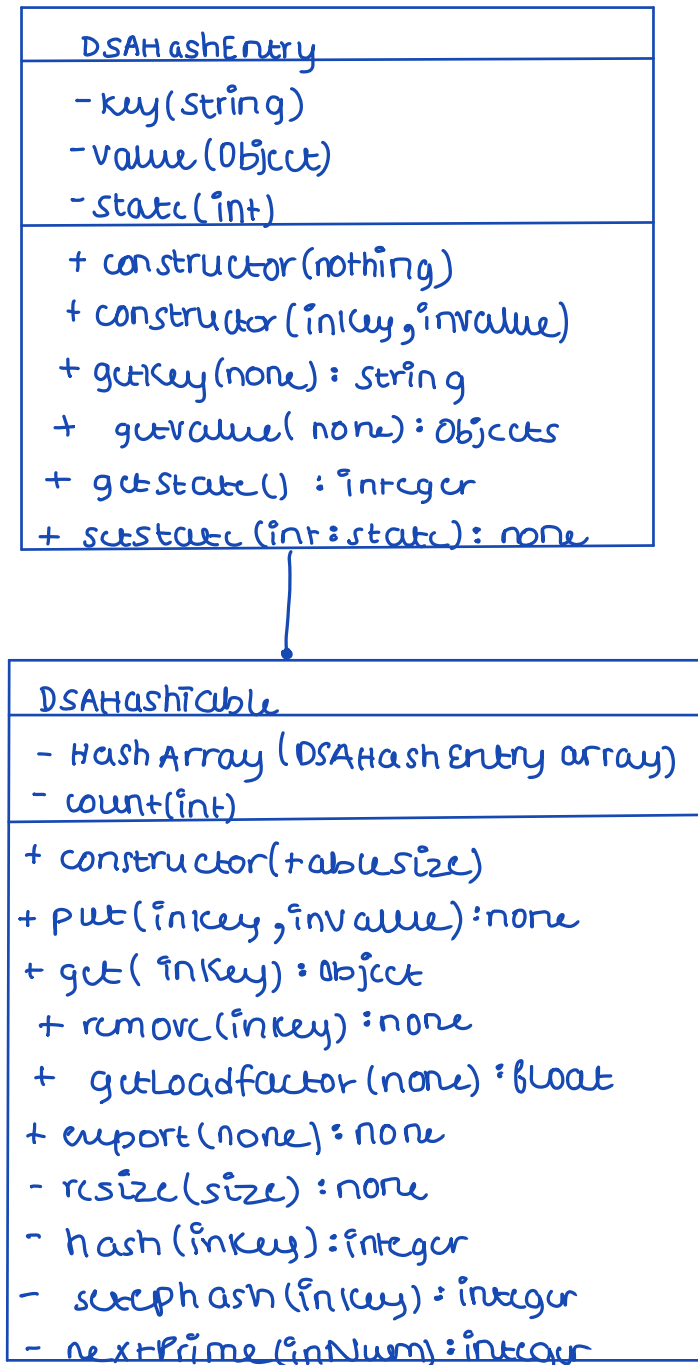 DSAHashEntry
- key(String)
- value(Object)
- state(int)
+ constructor(nothing)
+ constructor(inKey, invalue)
+ getKey(none): String
+ getvalue( none): Objects
+ getstate() : integer
+ setstate(int: state): none
DSAHashTable
- HashArray (DSAHashEntry array)
- count(int)
+ constructor(tablesize)
+ put(inkey, invalue):none
+ get( inKey): Object
+ remove(inkey):none
+ getLoadfactor(none): float
+ export(none): none
- resize(size): none
- hash(inKey): integer
- (inKey): integer
- nextPrime(inNum): integer